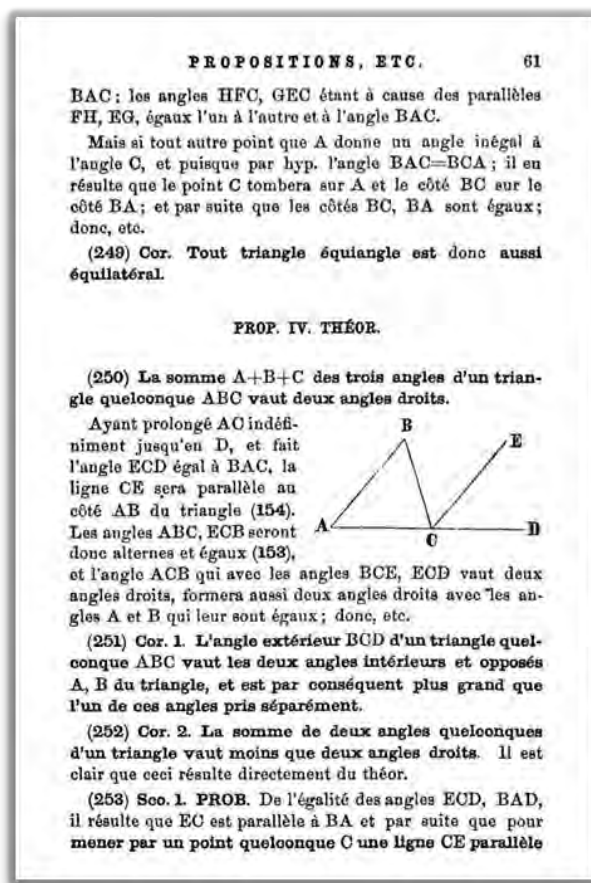 PROPOSITIONS, ETC. 61
BAC; les angles HFC, GEC étant à cause des parallèles
FH, EG, égaux l'un à l'autre et à l'angle BAC.
Mais si tout autre point que A donne un angle inégal à
l'angle C, et puisque par hyp. l'angle BAC=BCA; il en
résulte que le point C tombera sur A et le côté BC sur le
côté BA; et par suite que les côtés BC, BA sont égaux;
donc, etc.
(249) Cor. Tout triangle équiangle est donc aussi
équilatéral.
PROP. IV. THÉOR.
(250) La somme A+B+C des trois angles d'un trian-
gle quelconque ABC vaut deux angles droits.
Ayant prolongé AC indéfi-
niment jusqu'en D, et fait
l'angle ECD égal à BAC, la
ligne CE sera parallèle au
côté AB du triangle (154).
Les angles ABC, ECB seront
donc alternes et égaux (153),
B
E
A
C
D
et l'angle ACB qui avec les angles BCE, ECD vaut deux
angles droits, formera aussi deux angles droits avec les an-
gles A et B qui leur sont égaux; donc, etc.
(251) Cor. 1. L'angle extérieur BCD d'un triangle quel-
conque ABC vaut les deux angles intérieurs et opposés
A, B du triangle, et est par conséquent plus grand que
l'un de ces angles pris séparément.
(252) Cor. 2. La somme de deux angles quelconques
d'un triangle vaut moins que deux angles droits. Il est
clair que ceci résulte directement du théor.
(253) Sco. 1. PROB. De l'égalité des angles ECD, BAD,
il résulte que EC est parallèle à BA et par suite que pour
mener par un point quelconque C une ligne CE parallèle